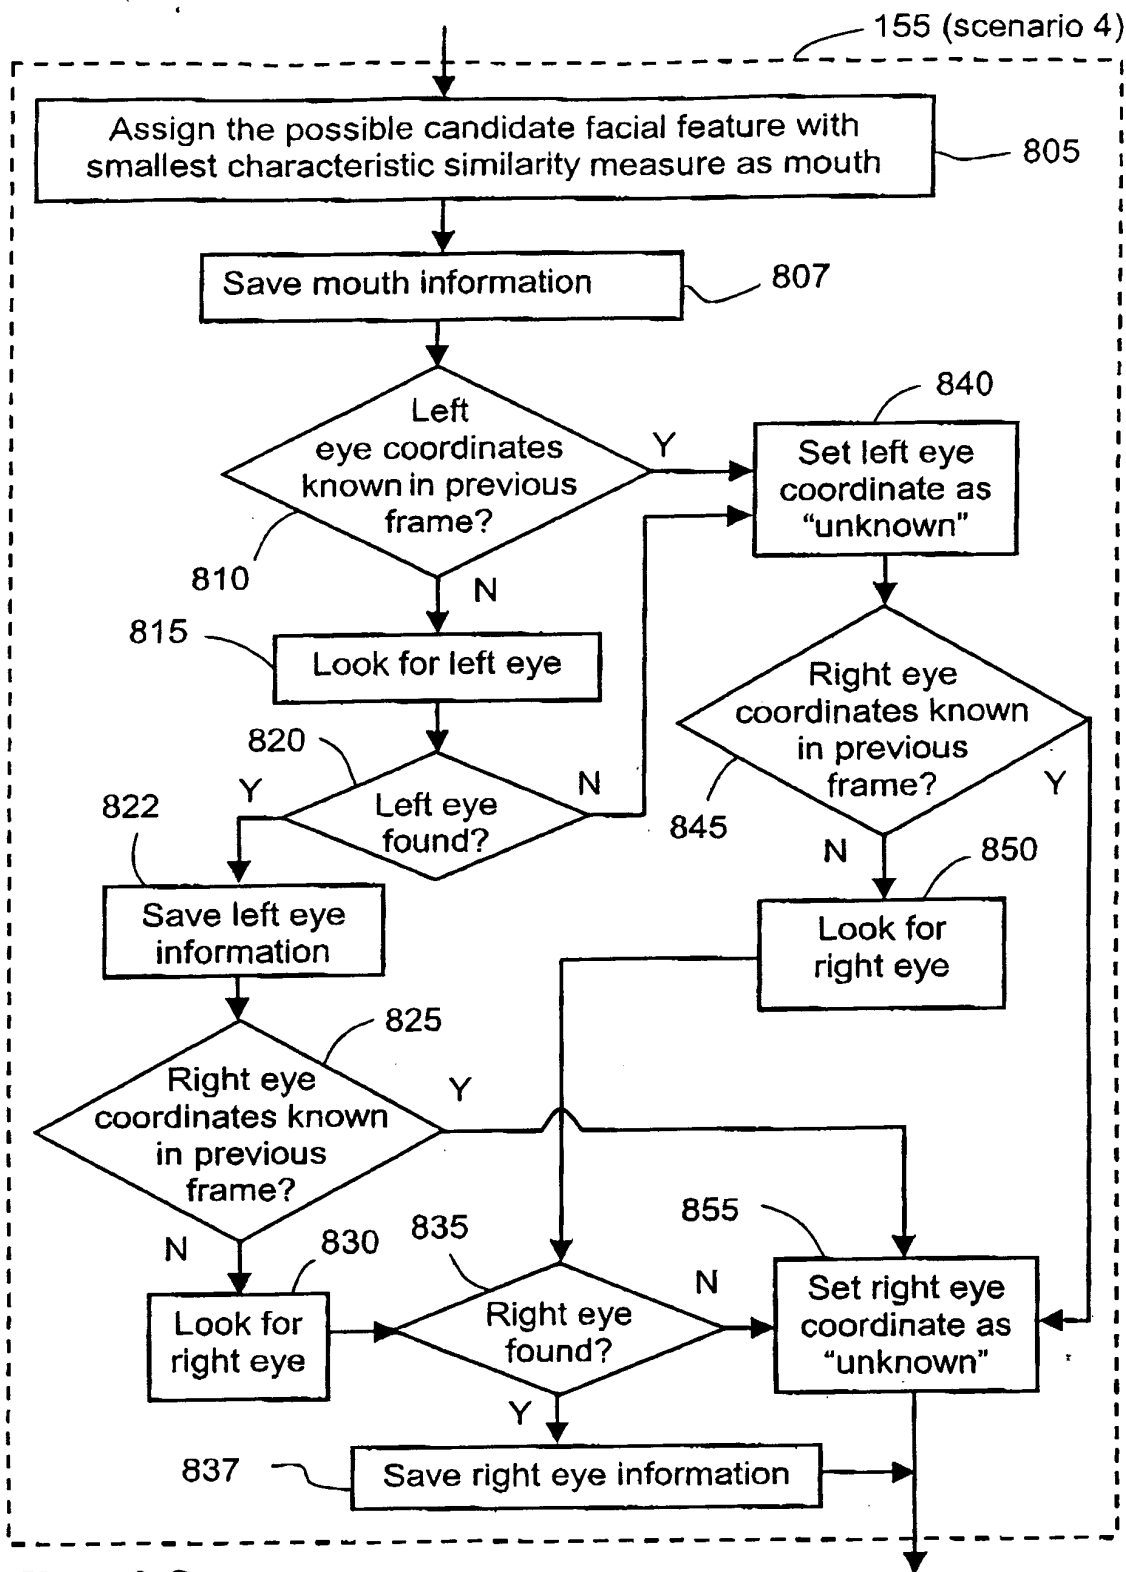 155 (scenario 4)
Assign the possible candidate facial feature with
smallest characteristic similarity measure as mouth
805
Save mouth information
807
Left
eye coordinates
known in previous
frame?
810
Y
N
840
Set left eye
coordinate as
“unknown”
815
Look for left eye
820
Left eye
found?
Y
N
Right eye
coordinates known
in previous
frame?
845
Y
N
822
Save left eye
information
850
Look for
right eye
825
Right eye
coordinates known
in previous
frame?
Y
N
830
Look for
right eye
835
Right eye
found?
N
Y
855
Set right eye
coordinate as
“unknown”
837
Save right eye information